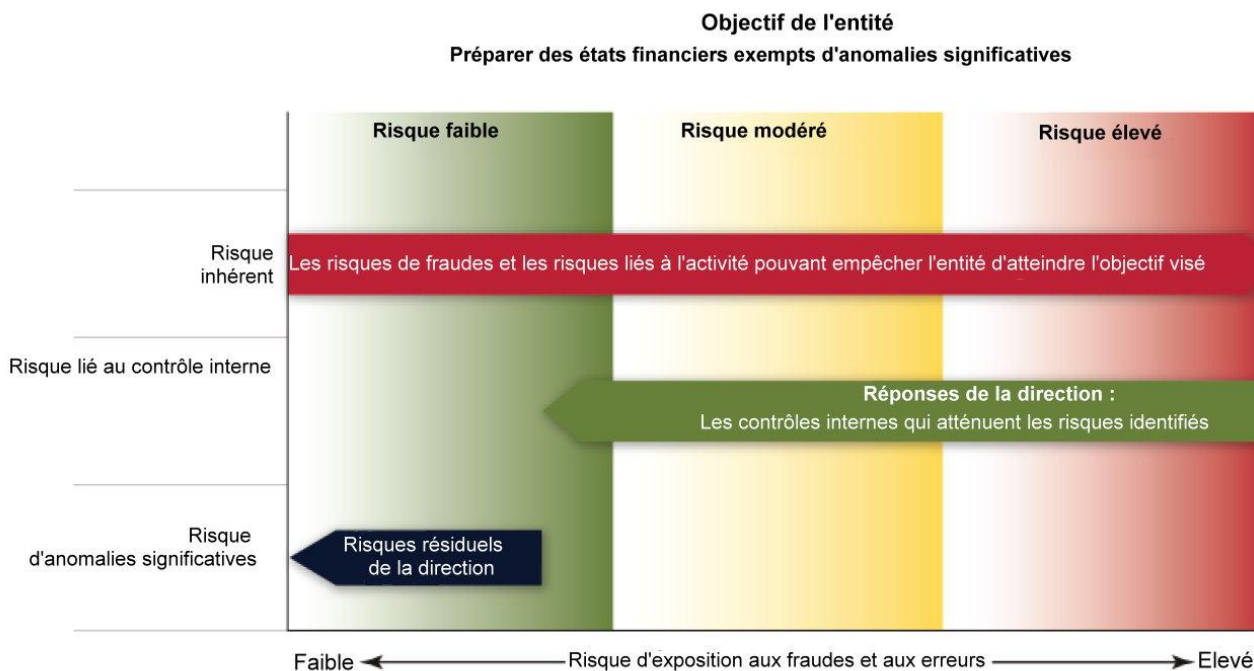 Objectif de l'entité
Préparer des états financiers exempts d'anomalies significatives
Risque faible
Risque modéré
Risque élevé
Risque
inhérent
Les risques de fraudes et les risques liés à l'activité pouvant empêcher l'entité d'atteindre l'objectif visé
Risque lié au contrôle interne
Réponses de la direction :
Les contrôles internes qui atténuent les risques identifiés
Risque
d'anomalies significatives
Risques résiduels
de la direction
Faible
Risque d'exposition aux fraudes et aux erreurs
Elevé